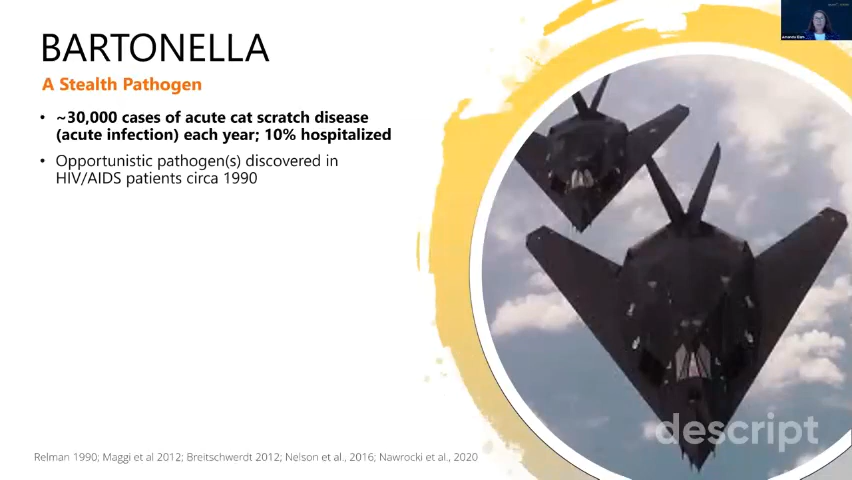 BARTONELLA
A Stealth Pathogen
• ~30,000 cases of acute cat scratch disease
(acute infection) each year; 10% hospitalized
• Opportunistic pathogen(s) discovered in
HIV/AIDS patients circa 1990
descript
Relman 1990; Maggi et al 2012; Breitschwerdt 2012; Nelson et al., 2016; Nawrocki et al., 2020